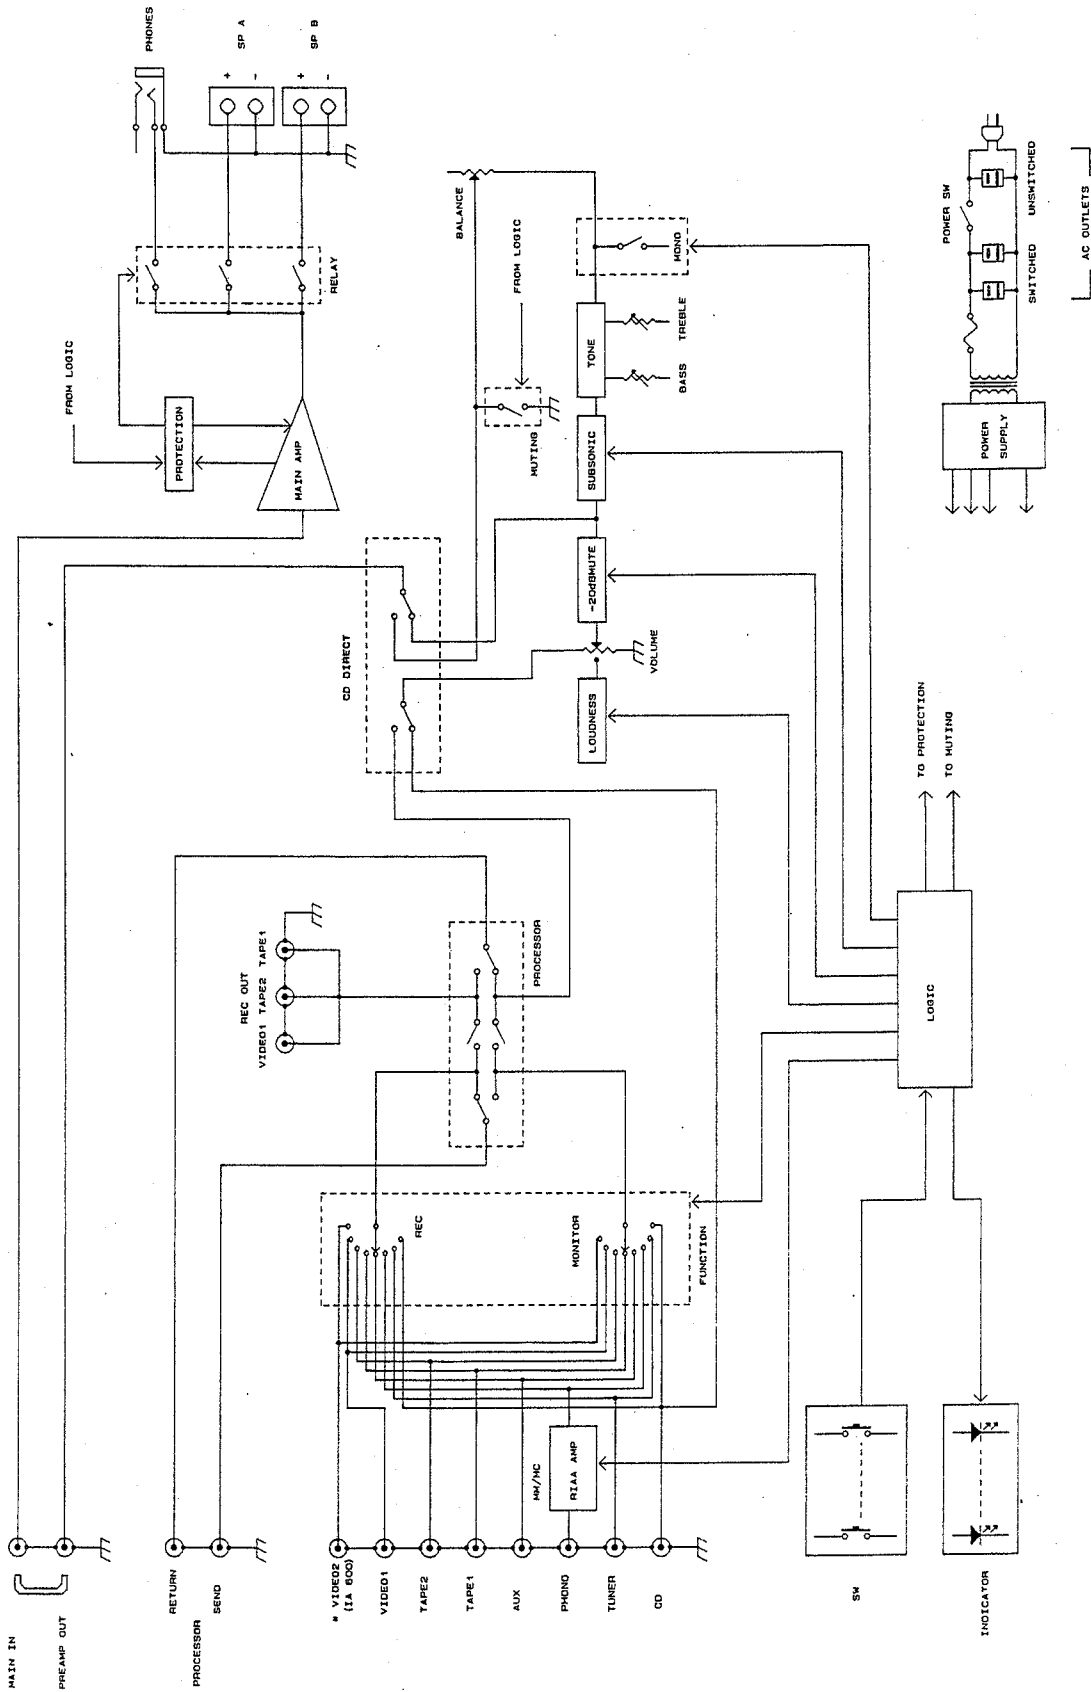 MAIN IN
PREAMP OUT
RETURN
SEND
PROCESSOR
* VIDEO2
(IA 600)
VIDEO1
TAPE2
TAPE1
AUX
PHONO
TUNER
CD
MM/MC
RIAA AMP
REC
MONITOR
FUNCTION
REC OUT
VIDEO1 TAPE2 TAPE1
PROCESSOR
CD DIRECT
LOUDNESS
VOLUME
-20dBMUTE
SUBSONIC
TONE
BASS
TREBLE
MONO
MUTING
FROM LOGIC
BALANCE
FROM LOGIC
PROTECTION
MAIN AMP
RELAY
PHONES
SP A
+
-
SP B
+
-
SW
INDICATOR
LOGIC
TO PROTECTION
TO MUTING
POWER
SUPPLY
POWER SW
SWITCHED
UNSWITCHED
AC OUTLETS